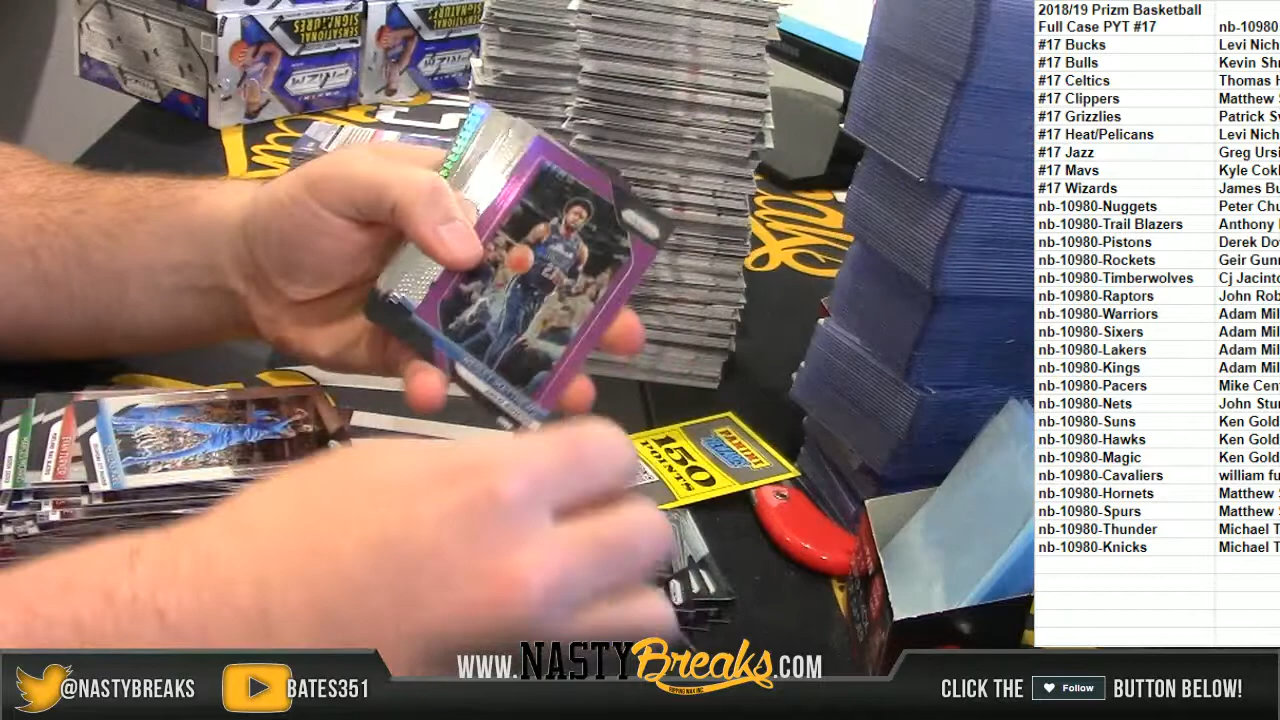 SENSATIONAL
SIGNATURES
PRIZM
PANINI
SENSATIONAL
SIGNATURES
PRIZM
150
POINTS
PANINI
2018/19 Prizm Basketball
Full Case PYT #17 nb-10980
#17 Bucks Levi Nich
#17 Bulls Kevin Shr
#17 Celtics Thomas H
#17 Clippers Matthew
#17 Grizzlies Patrick Sv
#17 Heat/Pelicans Levi Nich
#17 Jazz Greg Ursi
#17 Mavs Kyle Cokl
#17 Wizards James Bu
nb-10980-Nuggets Peter Chu
nb-10980-Trail Blazers Anthony
nb-10980-Pistons Derek Do
nb-10980-Rockets Geir Gunn
nb-10980-Timberwolves Cj Jacint
nb-10980-Raptors John Rob
nb-10980-Warriors Adam Mil
nb-10980-Sixers Adam Mil
nb-10980-Lakers Adam Mil
nb-10980-Kings Adam Mil
nb-10980-Pacers Mike Cen
nb-10980-Nets John Stur
nb-10980-Suns Ken Gold
nb-10980-Hawks Ken Gold
nb-10980-Magic Ken Gold
nb-10980-Cavaliers william fu
nb-10980-Hornets Matthew
nb-10980-Spurs Matthew
nb-10980-Thunder Michael T
nb-10980-Knicks Michael T
@NASTYBREAKS
BATES351
WWW.NASTYBreaks.COM
RIPPING WAX INC
CLICK THE Follow BUTTON BELOW!